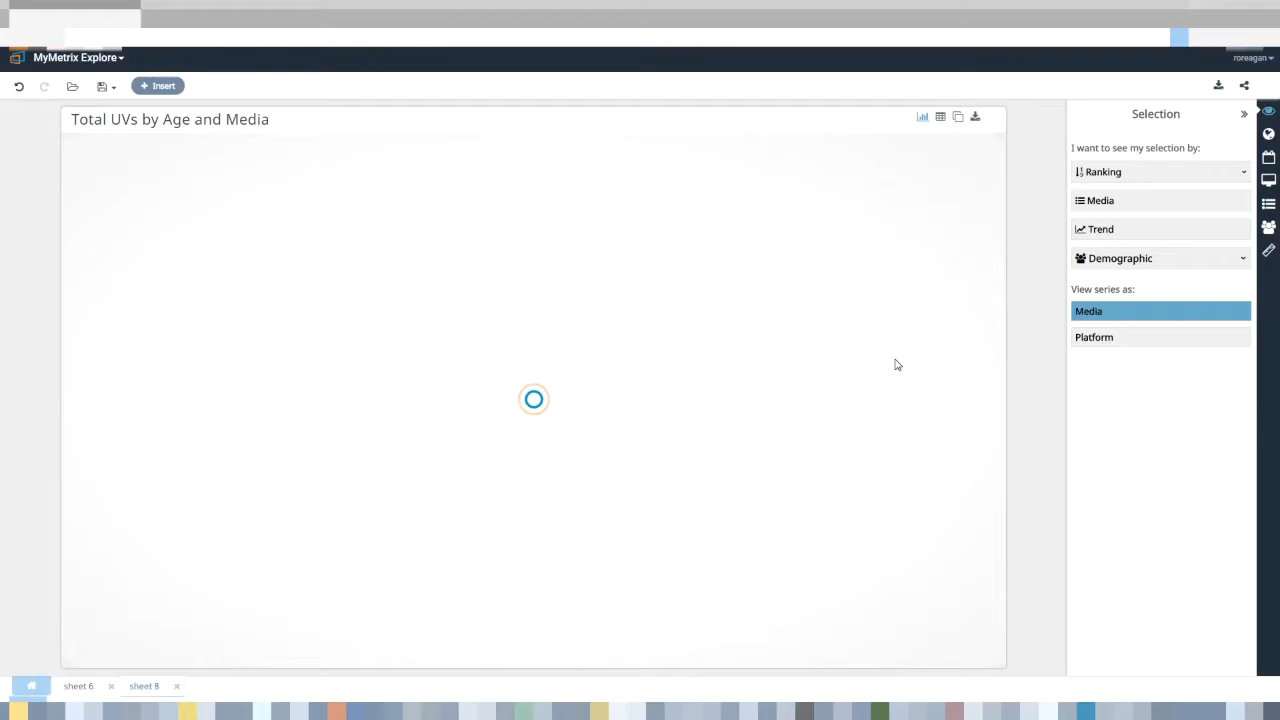 MyMetrix Explore
roreagan
Insert
Total UVs by Age and Media
Selection
I want to see my selection by:
Ranking
Media
Trend
Demographic
View series as:
Media
Platform
sheet 6
sheet 8